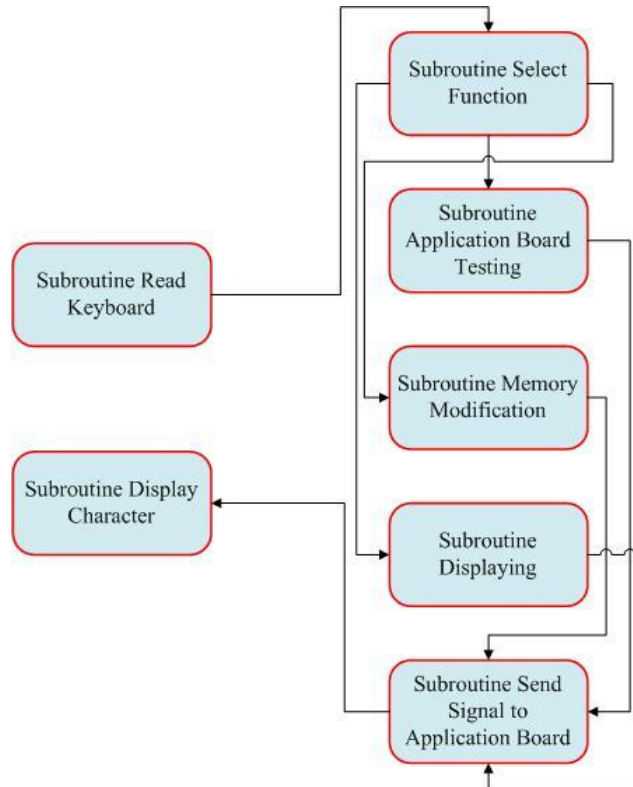 Subroutine Select
Function
Subroutine
Application Board
Testing
Subroutine Read
Keyboard
Subroutine Memory
Modification
Subroutine Display
Character
Subroutine
Displaying
Subroutine Send
Signal to
Application Board